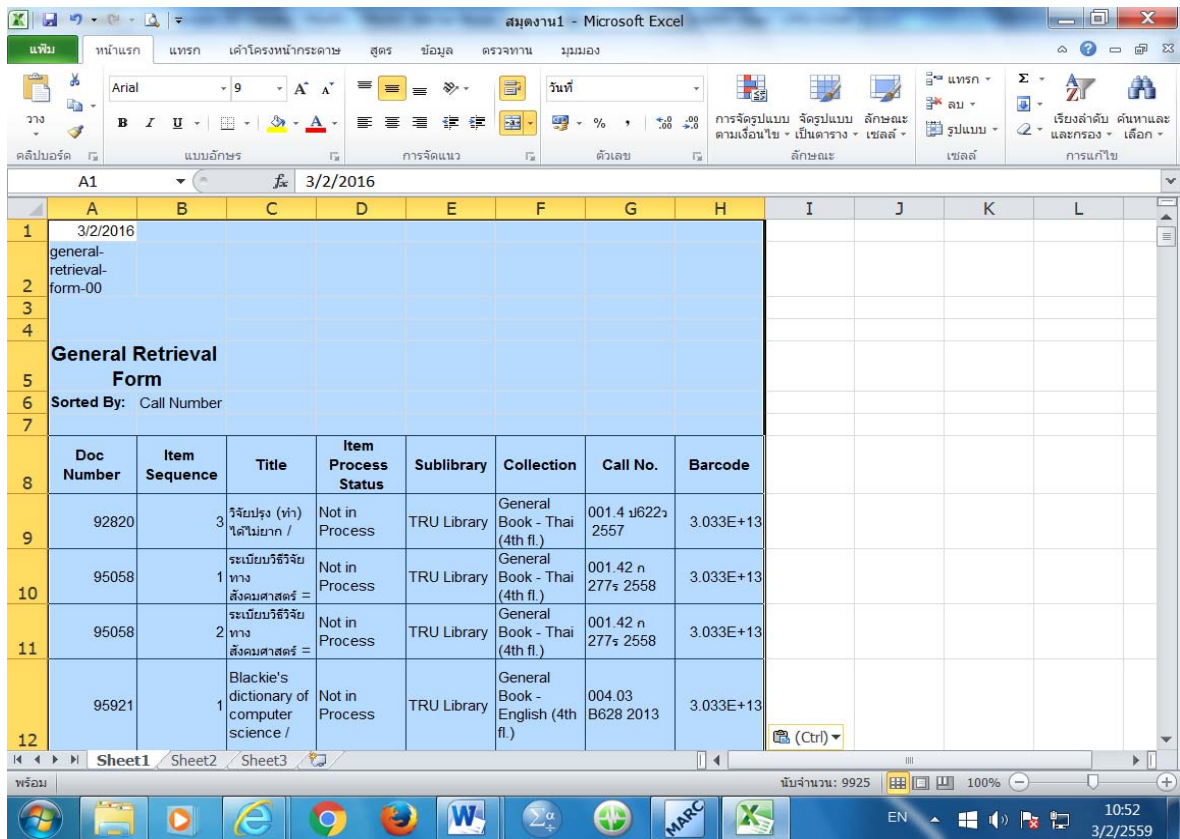 สมุดงาน1 - Microsoft Excel
แฟ้ม หน้าแรก แทรก เค้าโครงหน้ากระดาษ สูตร ข้อมูล ตรวจทาน มุมมอง
Arial 9 A A วันที่
วาง B I U A % , แทรก Σ
การจัดรูปแบบ จัดรูปแบบ ลักษณะ ลบ เรียงลำดับ ค้นหาและ
ตามเงื่อนไข เป็นตาราง เซลล์ รูปแบบ และกรอง เลือก
คลิปบอร์ด แบบอักษร การจัดแนว ตัวเลข ลักษณะ เซลล์ การแก้ไข
A1 fx 3/2/2016
A B C D E F G H I J K L
1 3/2/2016
general-
retrieval-
2 form-00
3
4
General Retrieval
5 Form
6 Sorted By: Call Number
7
Item
Doc Item Title Process Sublibrary Collection Call No. Barcode
Number Sequence Status
8
General
92820 3 วิจัยปรุง (ทำ) Not in TRU Library Book - Thai 001.4 ป622ว 3.033E+13
ได้ไม่ยาก / Process (4th fl.) 2557
9
ระเบียบวิธีวิจัย General
95058 1 ทาง Not in TRU Library Book - Thai 001.42 ก 3.033E+13
สังคมศาสตร์ = Process (4th fl.) 277ร 2558
10
ระเบียบวิธีวิจัย General
95058 2 ทาง Not in TRU Library Book - Thai 001.42 ก 3.033E+13
สังคมศาสตร์ = Process (4th fl.) 277ร 2558
11
Blackie's General
dictionary of Not in Book - 004.03
95921 1 computer Process TRU Library English (4th B628 2013 3.033E+13
science / fl.)
12 (Ctrl)
Sheet1 Sheet2 Sheet3
พร้อม นับจำนวน: 9925 100%
W MARC EN 10:52
3/2/2559